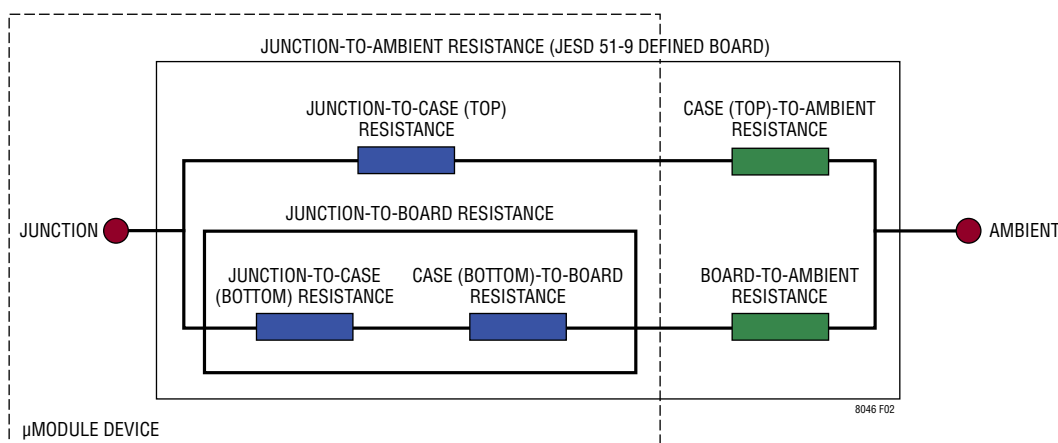 JUNCTION-TO-AMBIENT RESISTANCE (JESD 51-9 DEFINED BOARD)
JUNCTION-TO-CASE (TOP)
RESISTANCE
CASE (TOP)-TO-AMBIENT
RESISTANCE
JUNCTION-TO-BOARD RESISTANCE
JUNCTION
AMBIENT
JUNCTION-TO-CASE
(BOTTOM) RESISTANCE
CASE (BOTTOM)-TO-BOARD
RESISTANCE
BOARD-TO-AMBIENT
RESISTANCE
8046 F02
µMODULE DEVICE